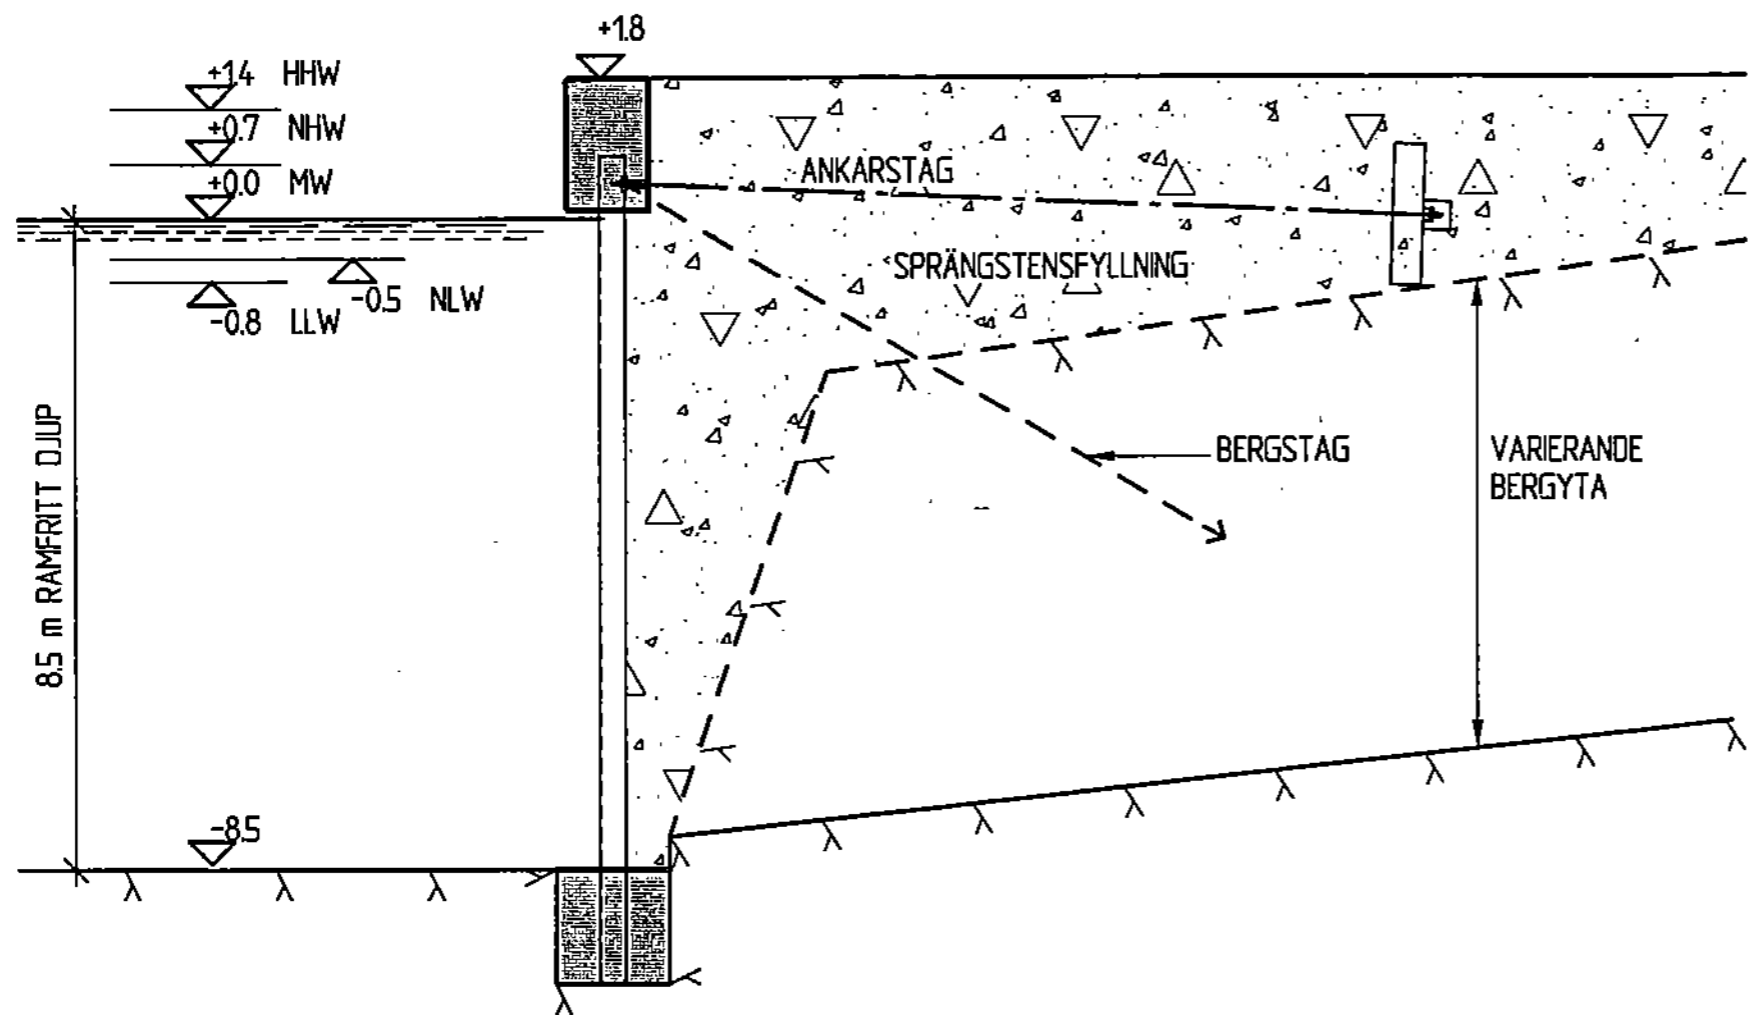 +1.8
+1.4 HHW
+0.7 NHW
+0.0 MW
-0.5 NLW
-0.8 LLW
ANKARSTAG
SPRÄNGSTENSFYLLNING
BERGSTAG
VARIERANDE
BERGYTA
8.5 m RAMFRITT DJUP
-8.5